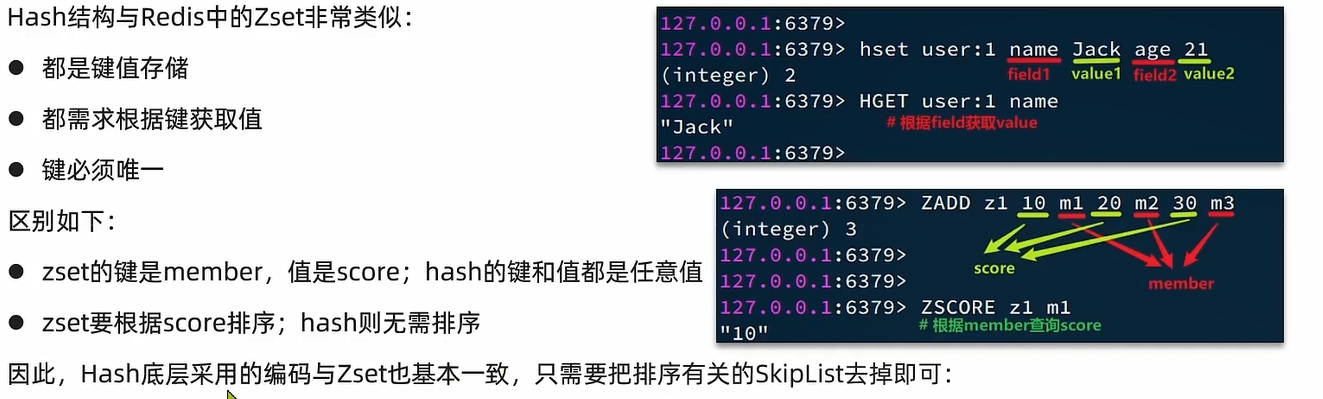 Hash结构与Redis中的Zset非常类似：
● 都是键值存储
● 都需求根据键获取值
● 键必须唯一
区别如下：
● zset的键是member，值是score；hash的键和值都是任意值
● zset要根据score排序；hash则无需排序
因此，Hash底层采用的编码与Zset也基本一致，只需要把排序有关的SkipList去掉即可：
127.0.0.1:6379>
127.0.0.1:6379> hset user:1 name Jack age 21
(integer) 2
field1 value1 field2 value2
127.0.0.1:6379> HGET user:1 name
"Jack"
# 根据field获取value
127.0.0.1:6379>
127.0.0.1:6379> ZADD z1 10 m1 20 m2 30 m3
(integer) 3
127.0.0.1:6379>
score
127.0.0.1:6379>
member
127.0.0.1:6379> ZSCORE z1 m1
# 根据member查询score
"10"